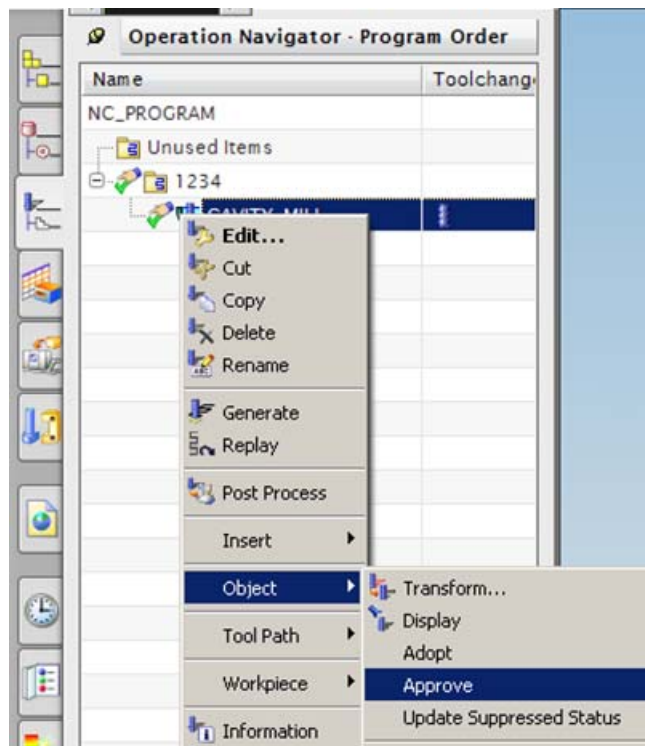 Operation Navigator - Program Order
Name Toolchang
NC_PROGRAM
Unused Items
1234
CAVITY_MILL
Edit...
Cut
Copy
Delete
Rename
Generate
Replay
Post Process
Insert
Object
Transform...
Display
Tool Path
Adopt
Workpiece
Approve
Information
Update Suppressed Status